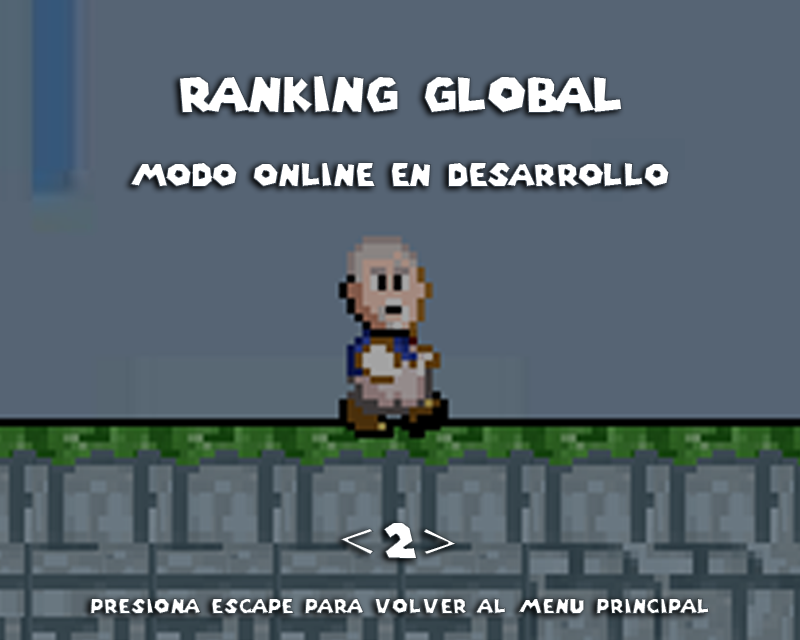 RANKING GLOBAL
MODO ONLINE EN DESARROLLO
< 2 >
PRESIONA ESCAPE PARA VOLVER AL MENU PRINCIPAL